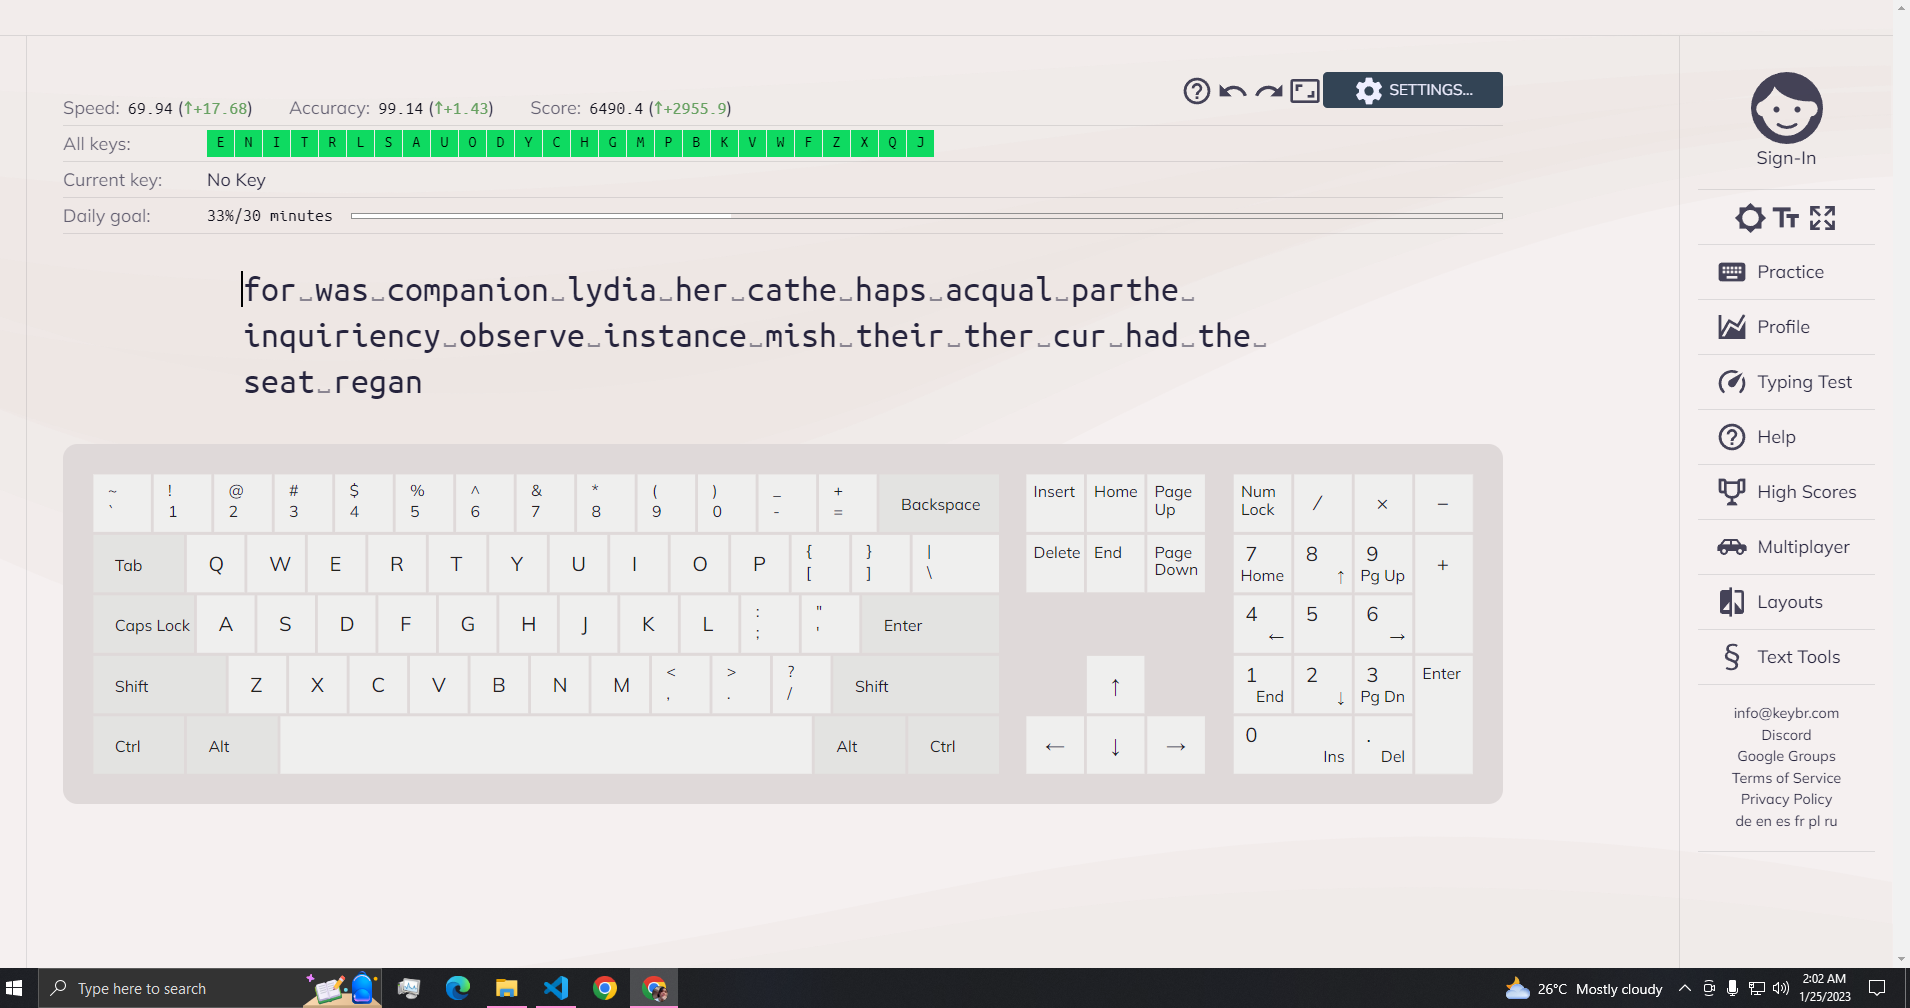 Speed: 69.94 (↑+17.68) Accuracy: 99.14 (↑+1.43) Score: 6490.4 (↑+2955.9)
SETTINGS...
All keys: E N I T R L S A U O D Y C H G M P B K V W F Z X Q J
Current key: No Key
Daily goal: 33%/30 minutes
for␣was␣companion␣lydia␣her␣cathe␣haps␣acqual␣parthe␣
inquiriency␣observe␣instance␣mish␣their␣ther␣cur␣had␣the␣
seat␣regan
~ ! @ # $ % ^ & * ( ) _ +
` 1 2 3 4 5 6 7 8 9 0 - = Backspace
Tab Q W E R T Y U I O P { [ } ] | \
Caps Lock A S D F G H J K L : ; " ' Enter
Shift Z X C V B N M < , > . ? / Shift
Ctrl Alt Alt Ctrl
Insert Home Page Up
Delete End Page Down
↑
← ↓ →
Num Lock / × −
7 Home 8 ↑ 9 Pg Up +
4 ← 5 6 →
1 End 2 ↓ 3 Pg Dn Enter
0 Ins . Del
Sign-In
Tт
Practice
Profile
Typing Test
Help
High Scores
Multiplayer
Layouts
§ Text Tools
info@keybr.com
Discord
Google Groups
Terms of Service
Privacy Policy
de en es fr pl ru
Type here to search
26°C Mostly cloudy
2:02 AM
1/25/2023